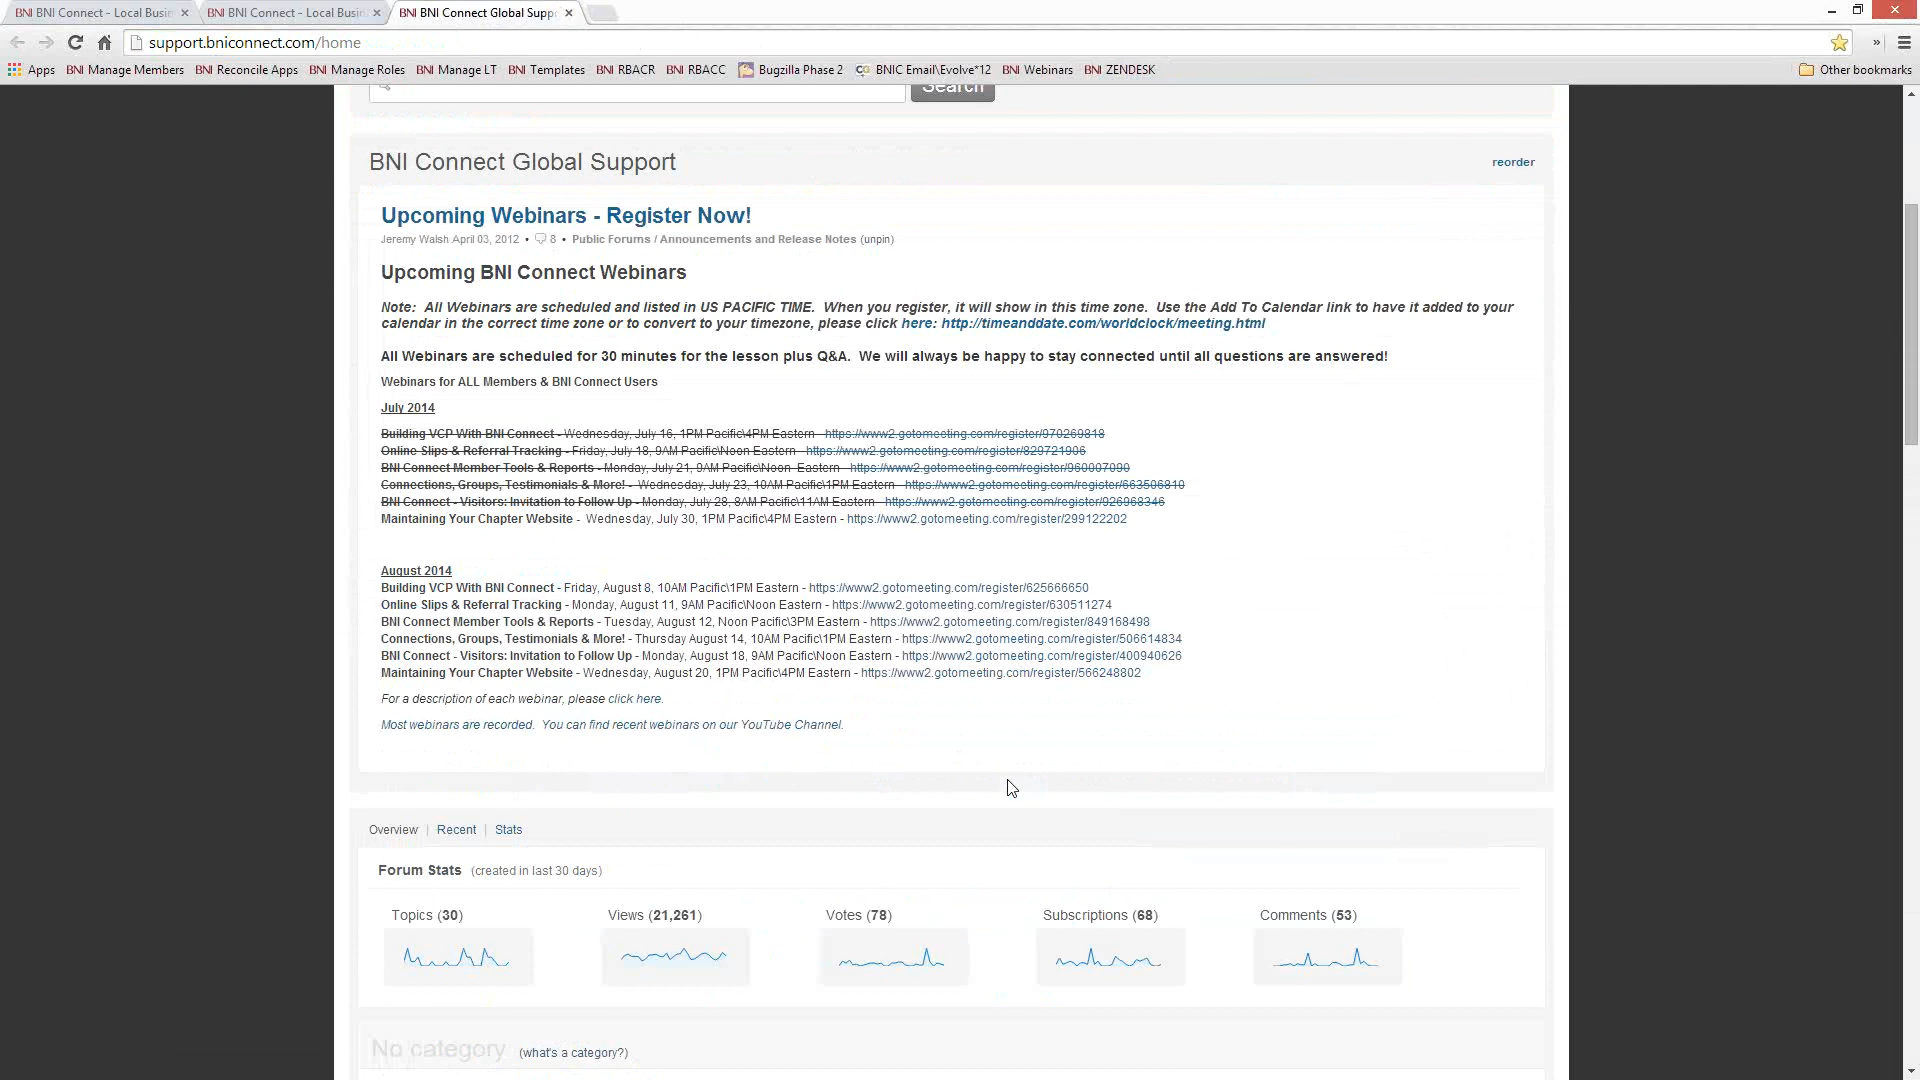 BNI BNI Connect - Local Busin
BNI BNI Connect - Local Busin
BNI BNI Connect Global Supp
support.bniconnect.com/home
Apps
BNI Manage Members
BNI Reconcile Apps
BNI Manage Roles
BNI Manage LT
BNI Templates
BNI RBACR
BNI RBACC
Bugzilla Phase 2
BNIC Email\Evolve*12
BNI Webinars
BNI ZENDESK
»
Other bookmarks
Search
BNI Connect Global Support
reorder
Upcoming Webinars - Register Now!
Jeremy Walsh April 03, 2012 • 8 • Public Forums / Announcements and Release Notes (unpin)
Upcoming BNI Connect Webinars
Note: All Webinars are scheduled and listed in US PACIFIC TIME. When you register, it will show in this time zone. Use the Add To Calendar link to have it added to your
calendar in the correct time zone or to convert to your timezone, please click here: http://timeanddate.com/worldclock/meeting.html
All Webinars are scheduled for 30 minutes for the lesson plus Q&A. We will always be happy to stay connected until all questions are answered!
Webinars for ALL Members & BNI Connect Users
July 2014
Building VCP With BNI Connect - Wednesday, July 16, 1PM Pacific\4PM Eastern - https://www2.gotomeeting.com/register/970269818
Online Slips & Referral Tracking - Friday, July 18, 9AM Pacific\Noon Eastern - https://www2.gotomeeting.com/register/829721906
BNI Connect Member Tools & Reports - Monday, July 21, 9AM Pacific\Noon Eastern - https://www2.gotomeeting.com/register/960007090
Connections, Groups, Testimonials & More! - Wednesday, July 23, 10AM Pacific\1PM Eastern - https://www2.gotomeeting.com/register/663506810
BNI Connect - Visitors: Invitation to Follow Up - Monday, July 28, 8AM Pacific\11AM Eastern - https://www2.gotomeeting.com/register/926968346
Maintaining Your Chapter Website - Wednesday, July 30, 1PM Pacific\4PM Eastern - https://www2.gotomeeting.com/register/299122202
August 2014
Building VCP With BNI Connect - Friday, August 8, 10AM Pacific\1PM Eastern - https://www2.gotomeeting.com/register/625666650
Online Slips & Referral Tracking - Monday, August 11, 9AM Pacific\Noon Eastern - https://www2.gotomeeting.com/register/630511274
BNI Connect Member Tools & Reports - Tuesday, August 12, Noon Pacific\3PM Eastern - https://www2.gotomeeting.com/register/849168498
Connections, Groups, Testimonials & More! - Thursday August 14, 10AM Pacific\1PM Eastern - https://www2.gotomeeting.com/register/506614834
BNI Connect - Visitors: Invitation to Follow Up - Monday, August 18, 9AM Pacific\Noon Eastern - https://www2.gotomeeting.com/register/400940626
Maintaining Your Chapter Website - Wednesday, August 20, 1PM Pacific\4PM Eastern - https://www2.gotomeeting.com/register/566248802
For a description of each webinar, please click here.
Most webinars are recorded. You can find recent webinars on our YouTube Channel.
Overview | Recent | Stats
Forum Stats (created in last 30 days)
Topics (30)
Views (21,261)
Votes (78)
Subscriptions (68)
Comments (53)
No category (what's a category?)